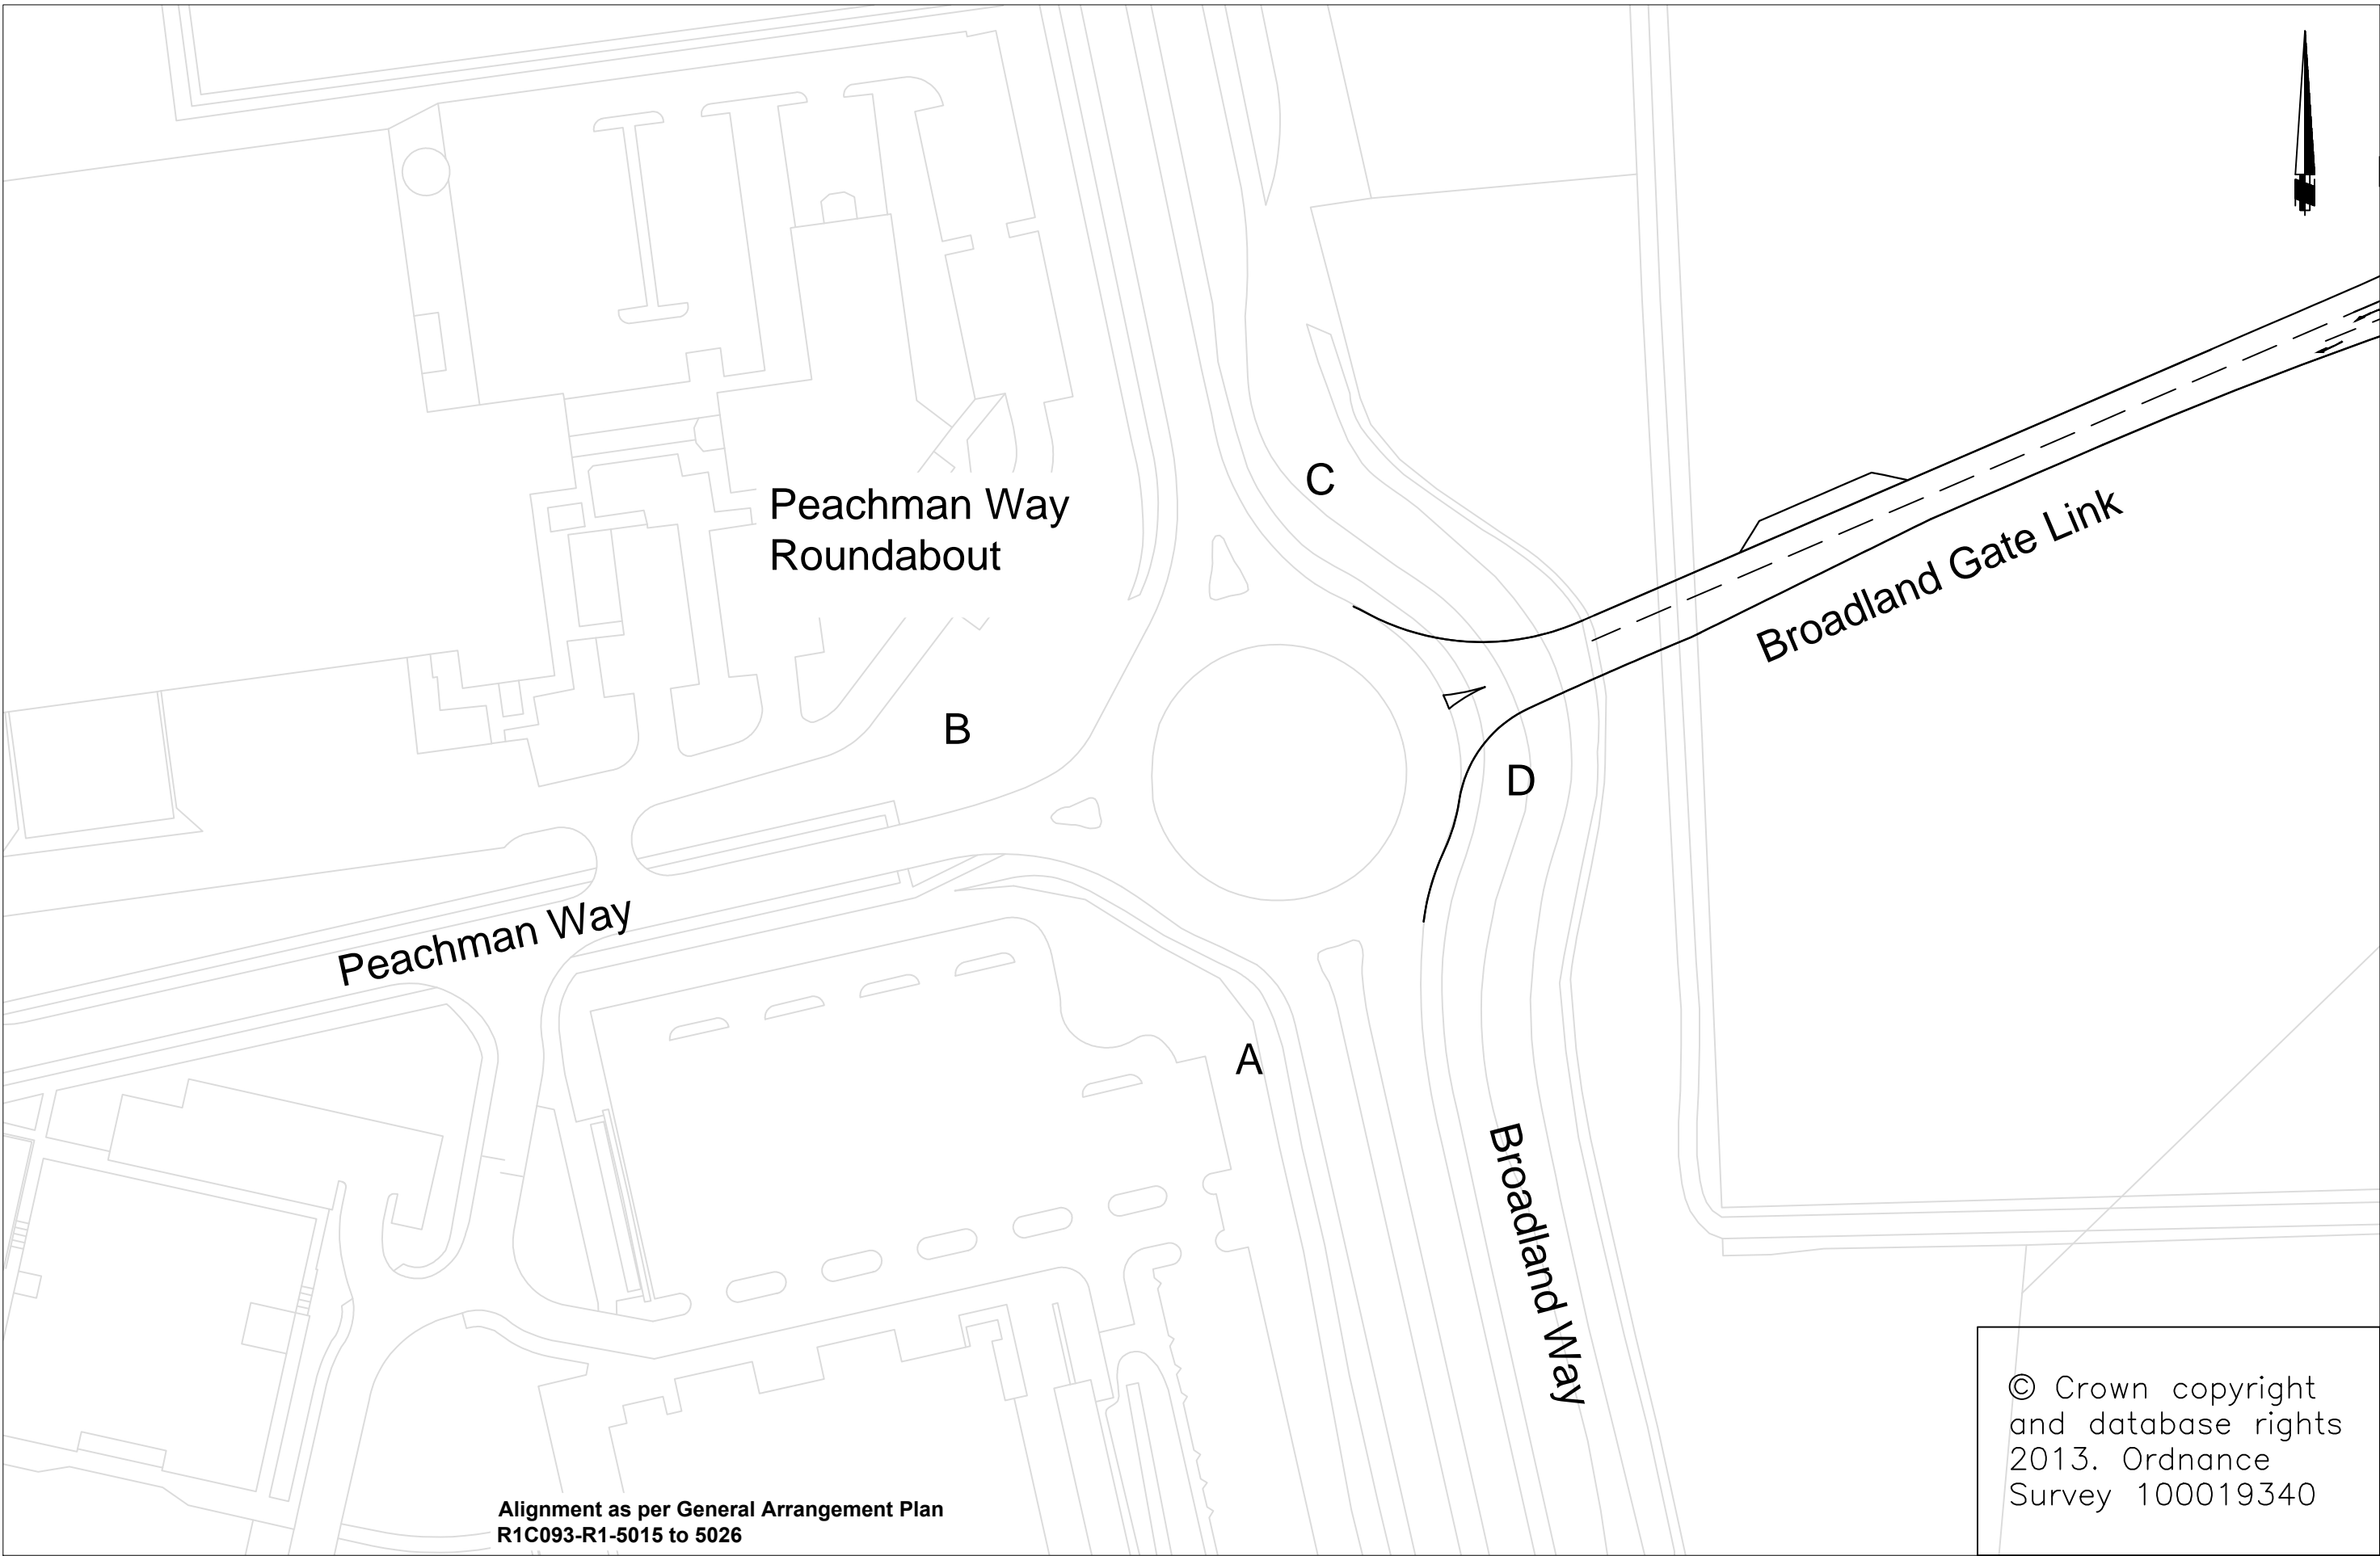 C
Peachman Way
Roundabout
Broadland Gate Link
B
D
Peachman Way
A
Broadland Way
© Crown copyright
and database rights
2013. Ordnance
Survey 100019340
Alignment as per General Arrangement Plan
R1C093-R1-5015 to 5026